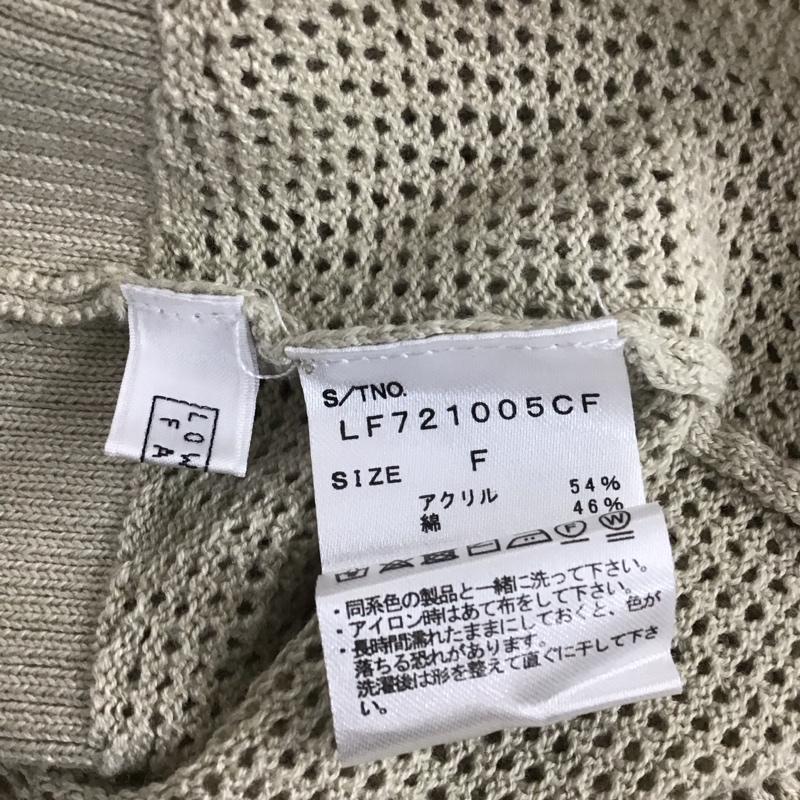 LOW
FA
S/TNO.
LF721005CF
SIZE F
アクリル 54%
綿 46%
F W
・同系色の製品と一緒に洗って下さい。
・アイロン時はあて布をして下さい。
・長時間濡れたままにしておくと、色が
落ちる恐れがあります。
洗濯後は形を整えて直ぐに干して下さ
い。